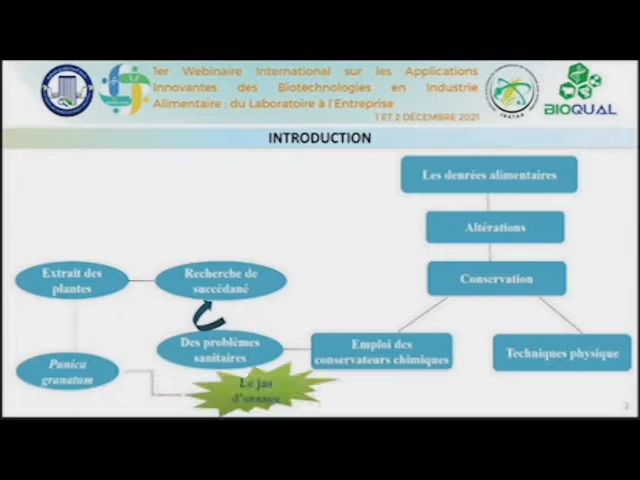 1er Webinaire International sur les Applications
Innovantes des Biotechnologies en Industrie
Alimentaire : du Laboratoire à l'Entreprise
1 ET 2 DÉCEMBRE 2021
BIOQUAL
INTRODUCTION
Les denrées alimentaires
Altérations
Conservation
Extrait des
plantes
Recherche de
succédané
Des problèmes
sanitaires
Emploi des
conservateurs chimiques
Techniques physique
Punica
granatum
Le jus
d'orange
3